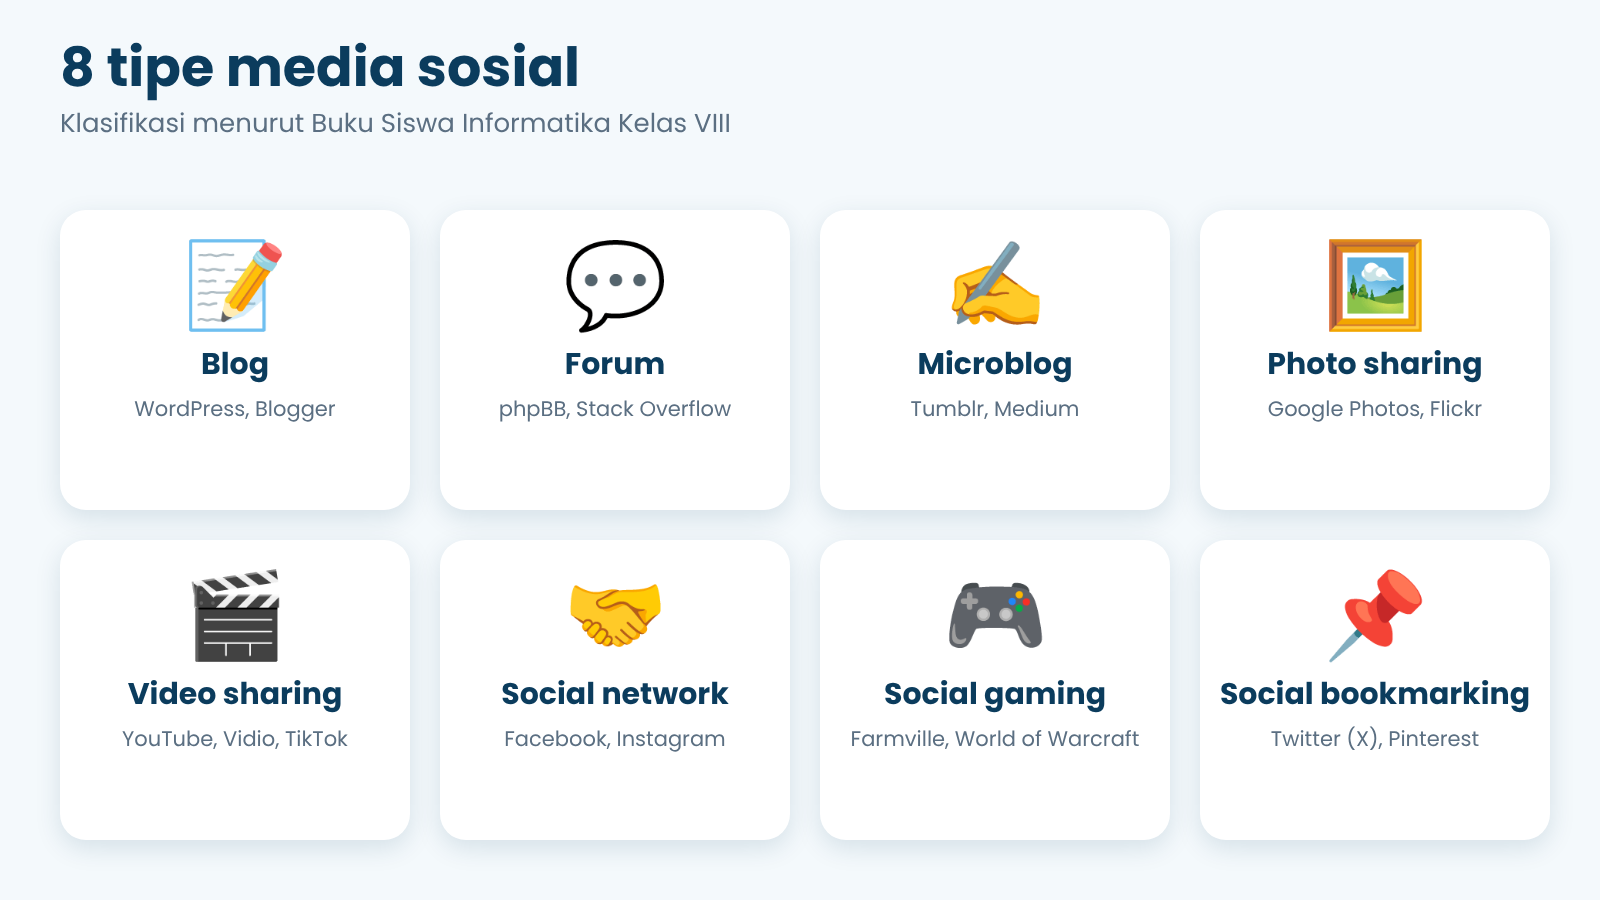 8 tipe media sosial
Klasifikasi menurut Buku Siswa Informatika Kelas VIII
Blog
WordPress, Blogger
Forum
phpBB, Stack Overflow
Microblog
Tumblr, Medium
Photo sharing
Google Photos, Flickr
Video sharing
YouTube, Vidio, TikTok
Social network
Facebook, Instagram
Social gaming
Farmville, World of Warcraft
Social bookmarking
Twitter (X), Pinterest